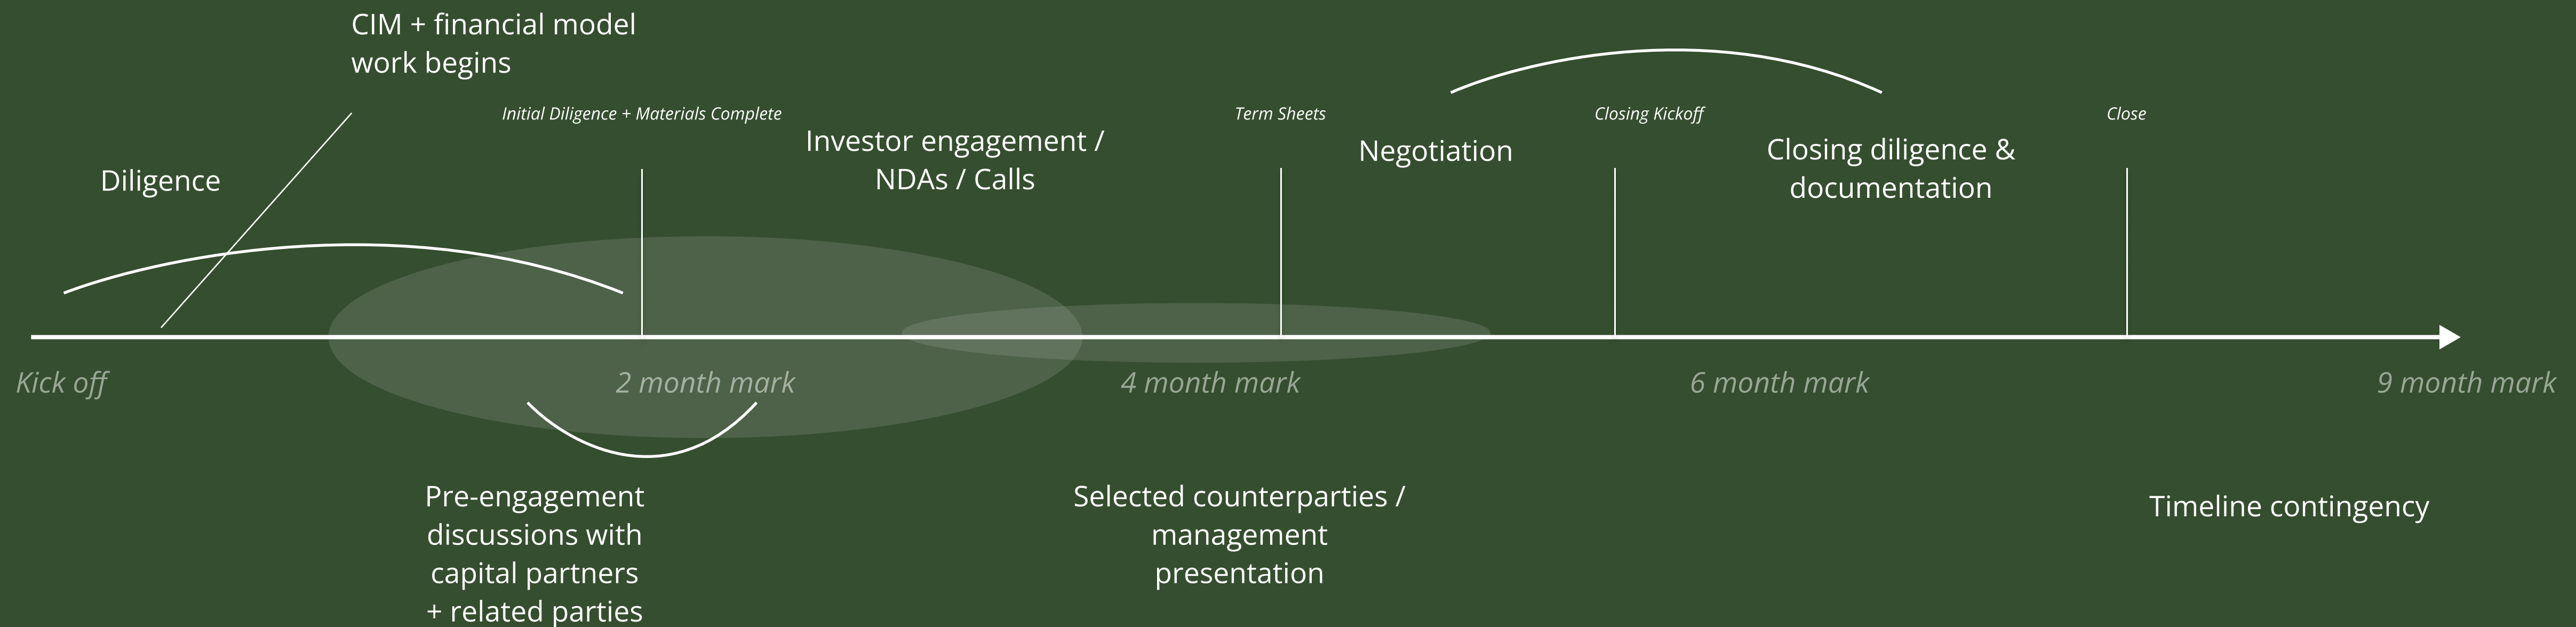 CIM + financial model
work begins
Initial Diligence + Materials Complete
Term Sheets
Closing Kickoff
Close
Diligence
Investor engagement /
NDAs / Calls
Negotiation
Closing diligence &
documentation
Kick off
2 month mark
4 month mark
6 month mark
9 month mark
Pre-engagement
discussions with
capital partners
+ related parties
Selected counterparties /
management
presentation
Timeline contingency